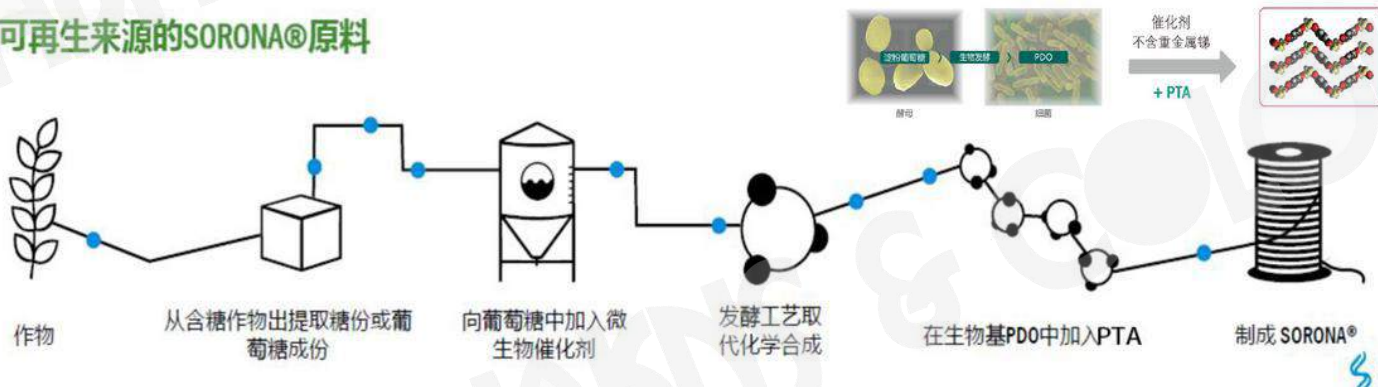 可再生来源的SORONA®原料
淀粉葡萄糖
生物发酵
PDO
酵母
细菌
催化剂
不含重金属锑
+ PTA
作物
从含糖作物出提取糖份或葡
萄糖成份
向葡萄糖中加入微
生物催化剂
发酵工艺取
代化学合成
在生物基PDO中加入PTA
制成 SORONA®